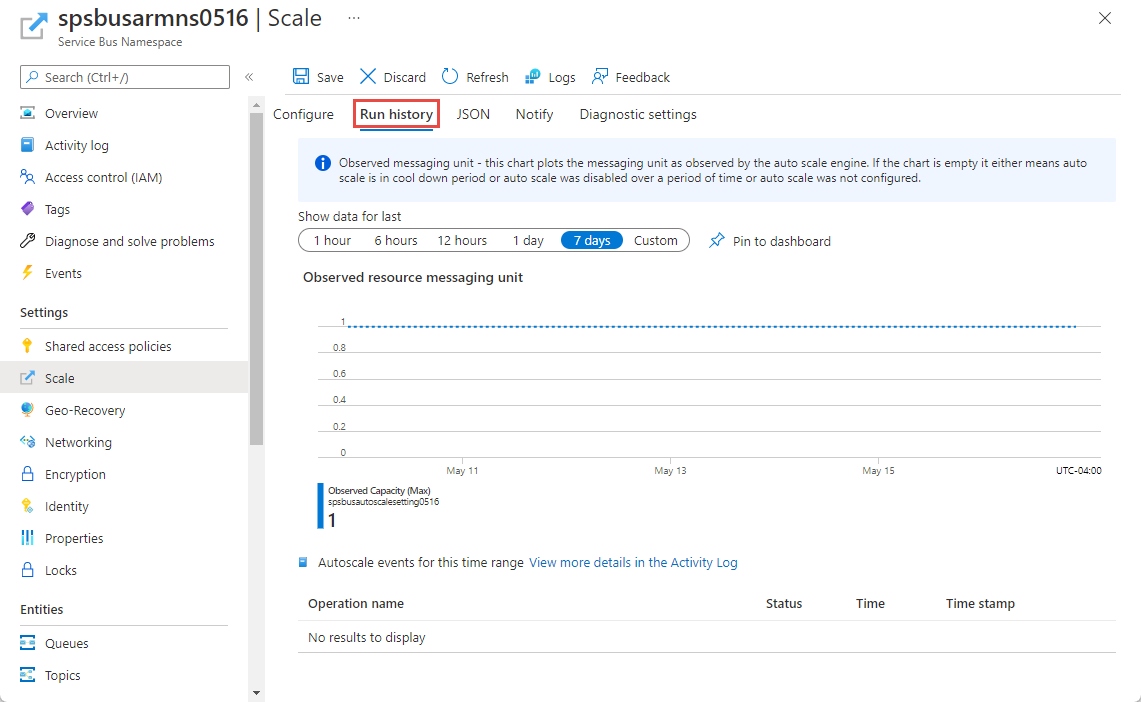 spsbusarmns0516 | Scale ...
Service Bus Namespace
Search (Ctrl+/)
«
Overview
Activity log
Access control (IAM)
Tags
Diagnose and solve problems
Events
Settings
Shared access policies
Scale
Geo-Recovery
Networking
Encryption
Identity
Properties
Locks
Entities
Queues
Topics
Save Discard Refresh Logs Feedback
Configure Run history JSON Notify Diagnostic settings
Observed messaging unit - this chart plots the messaging unit as observed by the auto scale engine. If the chart is empty it either means auto
scale is in cool down period or auto scale was disabled over a period of time or auto scale was not configured.
Show data for last
1 hour 6 hours 12 hours 1 day 7 days Custom Pin to dashboard
Observed resource messaging unit
1
0.8
0.6
0.4
0.2
0
May 11 May 13 May 15 UTC-04:00
Observed Capacity (Max)
spsbusautoscalesetting0516
1
Autoscale events for this time range View more details in the Activity Log
Operation name Status Time Time stamp
No results to display